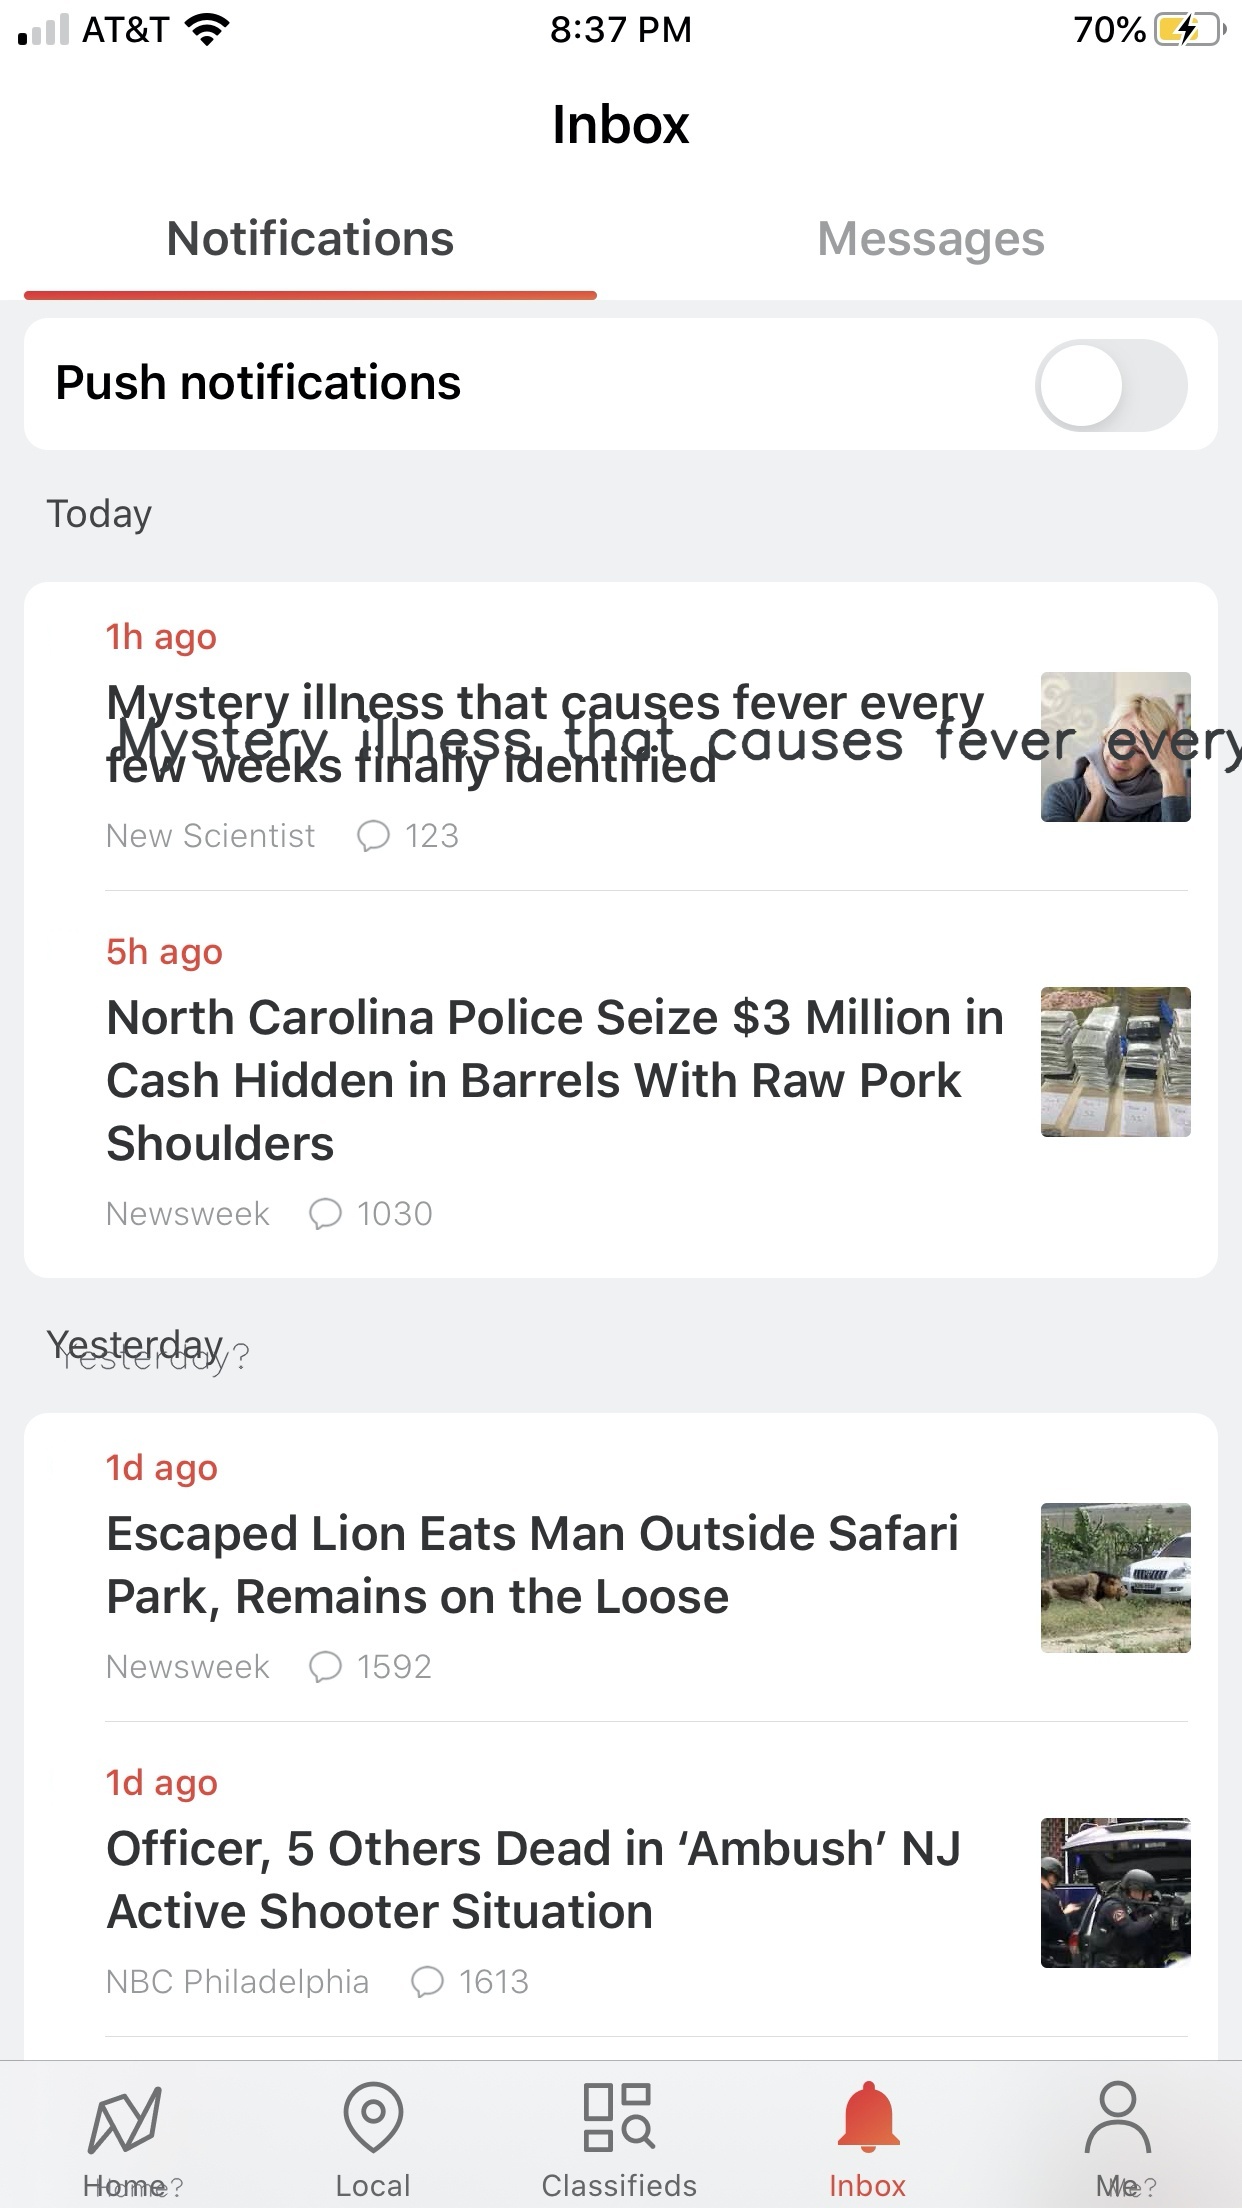 AT&T 8:37 PM 70%
Inbox
Notifications Messages
Push notifications
Today
1h ago
Mystery illness that causes fever every
Mystery illness that causes fever every
few weeks finally identified
New Scientist 123
5h ago
North Carolina Police Seize $3 Million in
Cash Hidden in Barrels With Raw Pork
Shoulders
Newsweek 1030
Yesterday
Yesterday?
1d ago
Escaped Lion Eats Man Outside Safari
Park, Remains on the Loose
Newsweek 1592
1d ago
Officer, 5 Others Dead in ‘Ambush’ NJ
Active Shooter Situation
NBC Philadelphia 1613
Home Local Classifieds Inbox Me
Home? Me?